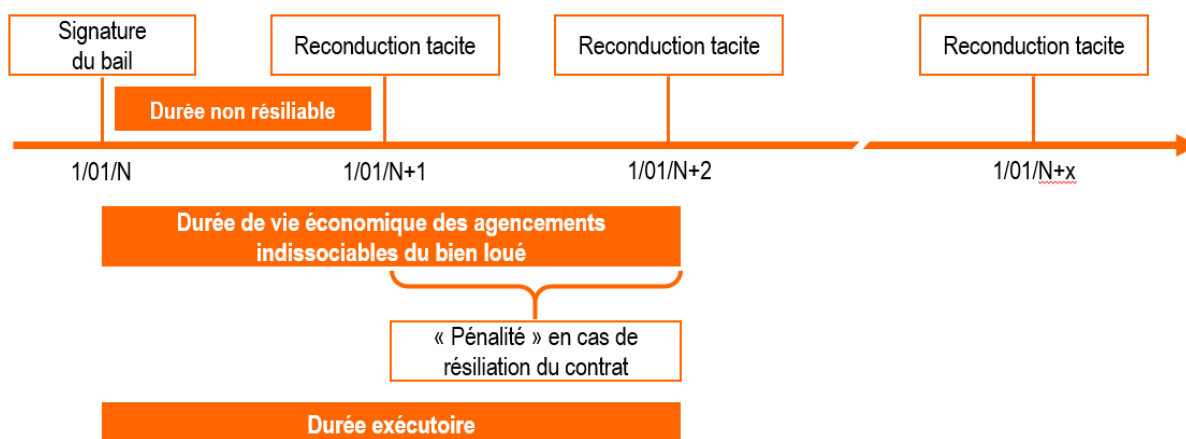 Signature
du bail
Reconduction tacite
Reconduction tacite
Reconduction tacite
Durée non résiliable
1/01/N
1/01/N+1
1/01/N+2
1/01/N+x
Durée de vie économique des agencements
indissociables du bien loué
« Pénalité » en cas de
résiliation du contrat
Durée exécutoire